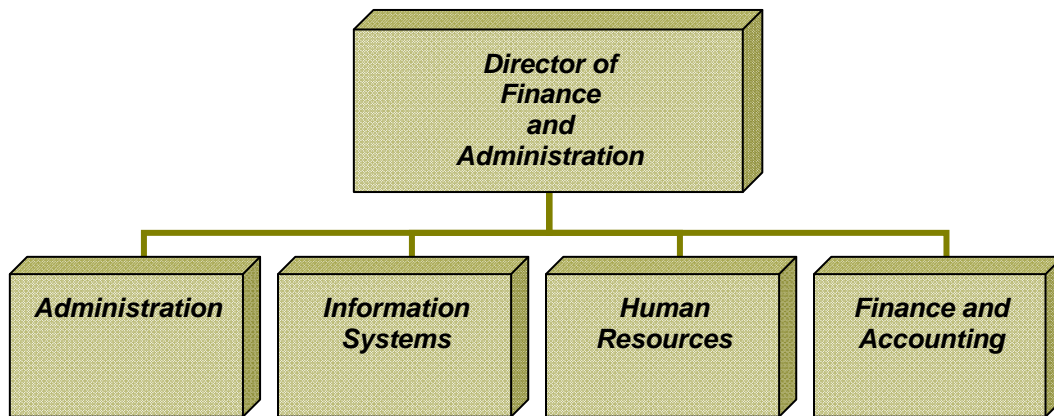 Director of
Finance
and
Administration
Administration
Information
Systems
Human
Resources
Finance and
Accounting